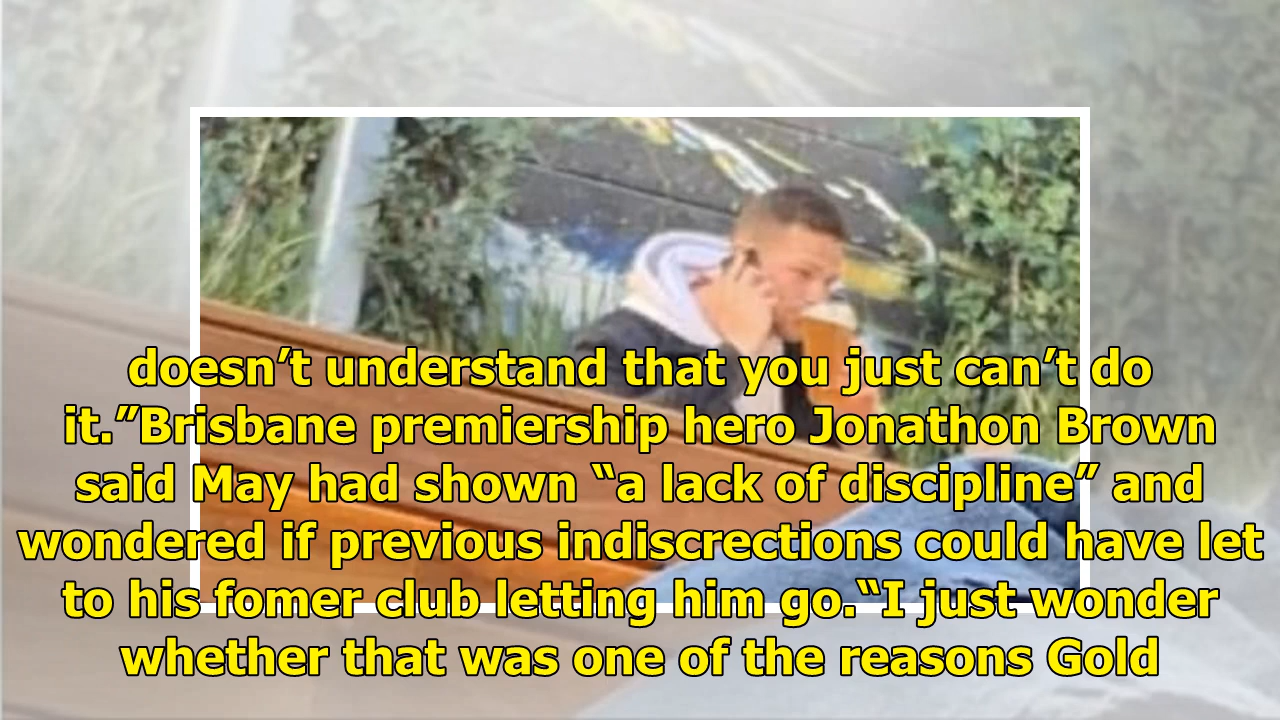 doesn’t understand that you just can’t do
it.”Brisbane premiership hero Jonathon Brown
said May had shown “a lack of discipline” and
wondered if previous indiscrections could have let
to his fomer club letting him go.“I just wonder
whether that was one of the reasons Gold